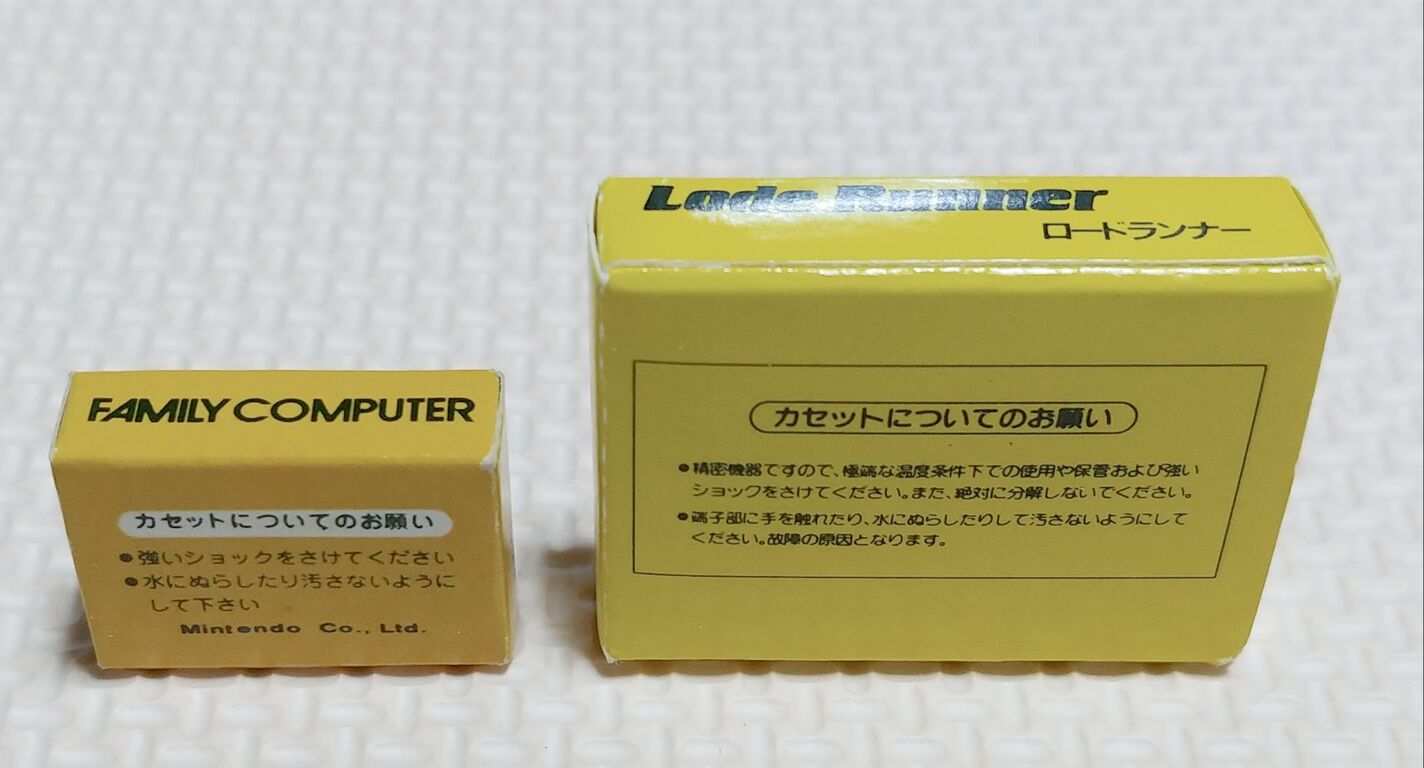 FAMILY COMPUTER
カセットについてのお願い
●強いショックをさけてください
●水にぬらしたり汚さないように
して下さい
Mintendo Co., Ltd.
Lode Runner
ロードランナー
カセットについてのお願い
●精密機器ですので、極端な温度条件下での使用や保管および強い
ショックをさけてください。また、絶対に分解しないでください。
●端子部に手を触れたり、水にぬらしたりして汚さないようにして
ください。故障の原因となります。